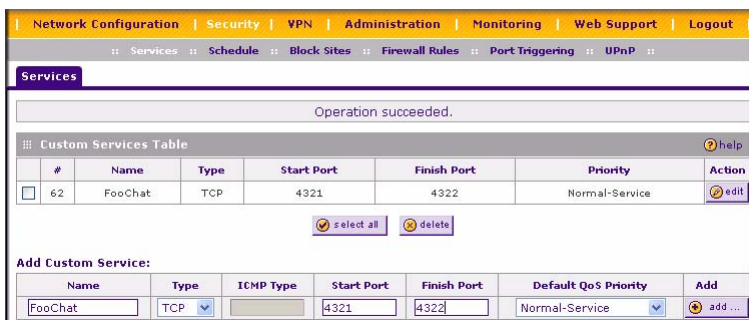 Network Configuration | Security | VPN | Administration | Monitoring | Web Support | Logout
:: Services :: Schedule :: Block Sites :: Firewall Rules :: Port Triggering :: UPnP ::
Services
Operation succeeded.
Custom Services Table help
# Name Type Start Port Finish Port Priority Action
62 FooChat TCP 4321 4322 Normal-Service edit
select all delete
Add Custom Service:
Name Type ICMP Type Start Port Finish Port Default QoS Priority Add
FooChat TCP 4321 4322 Normal-Service add ...